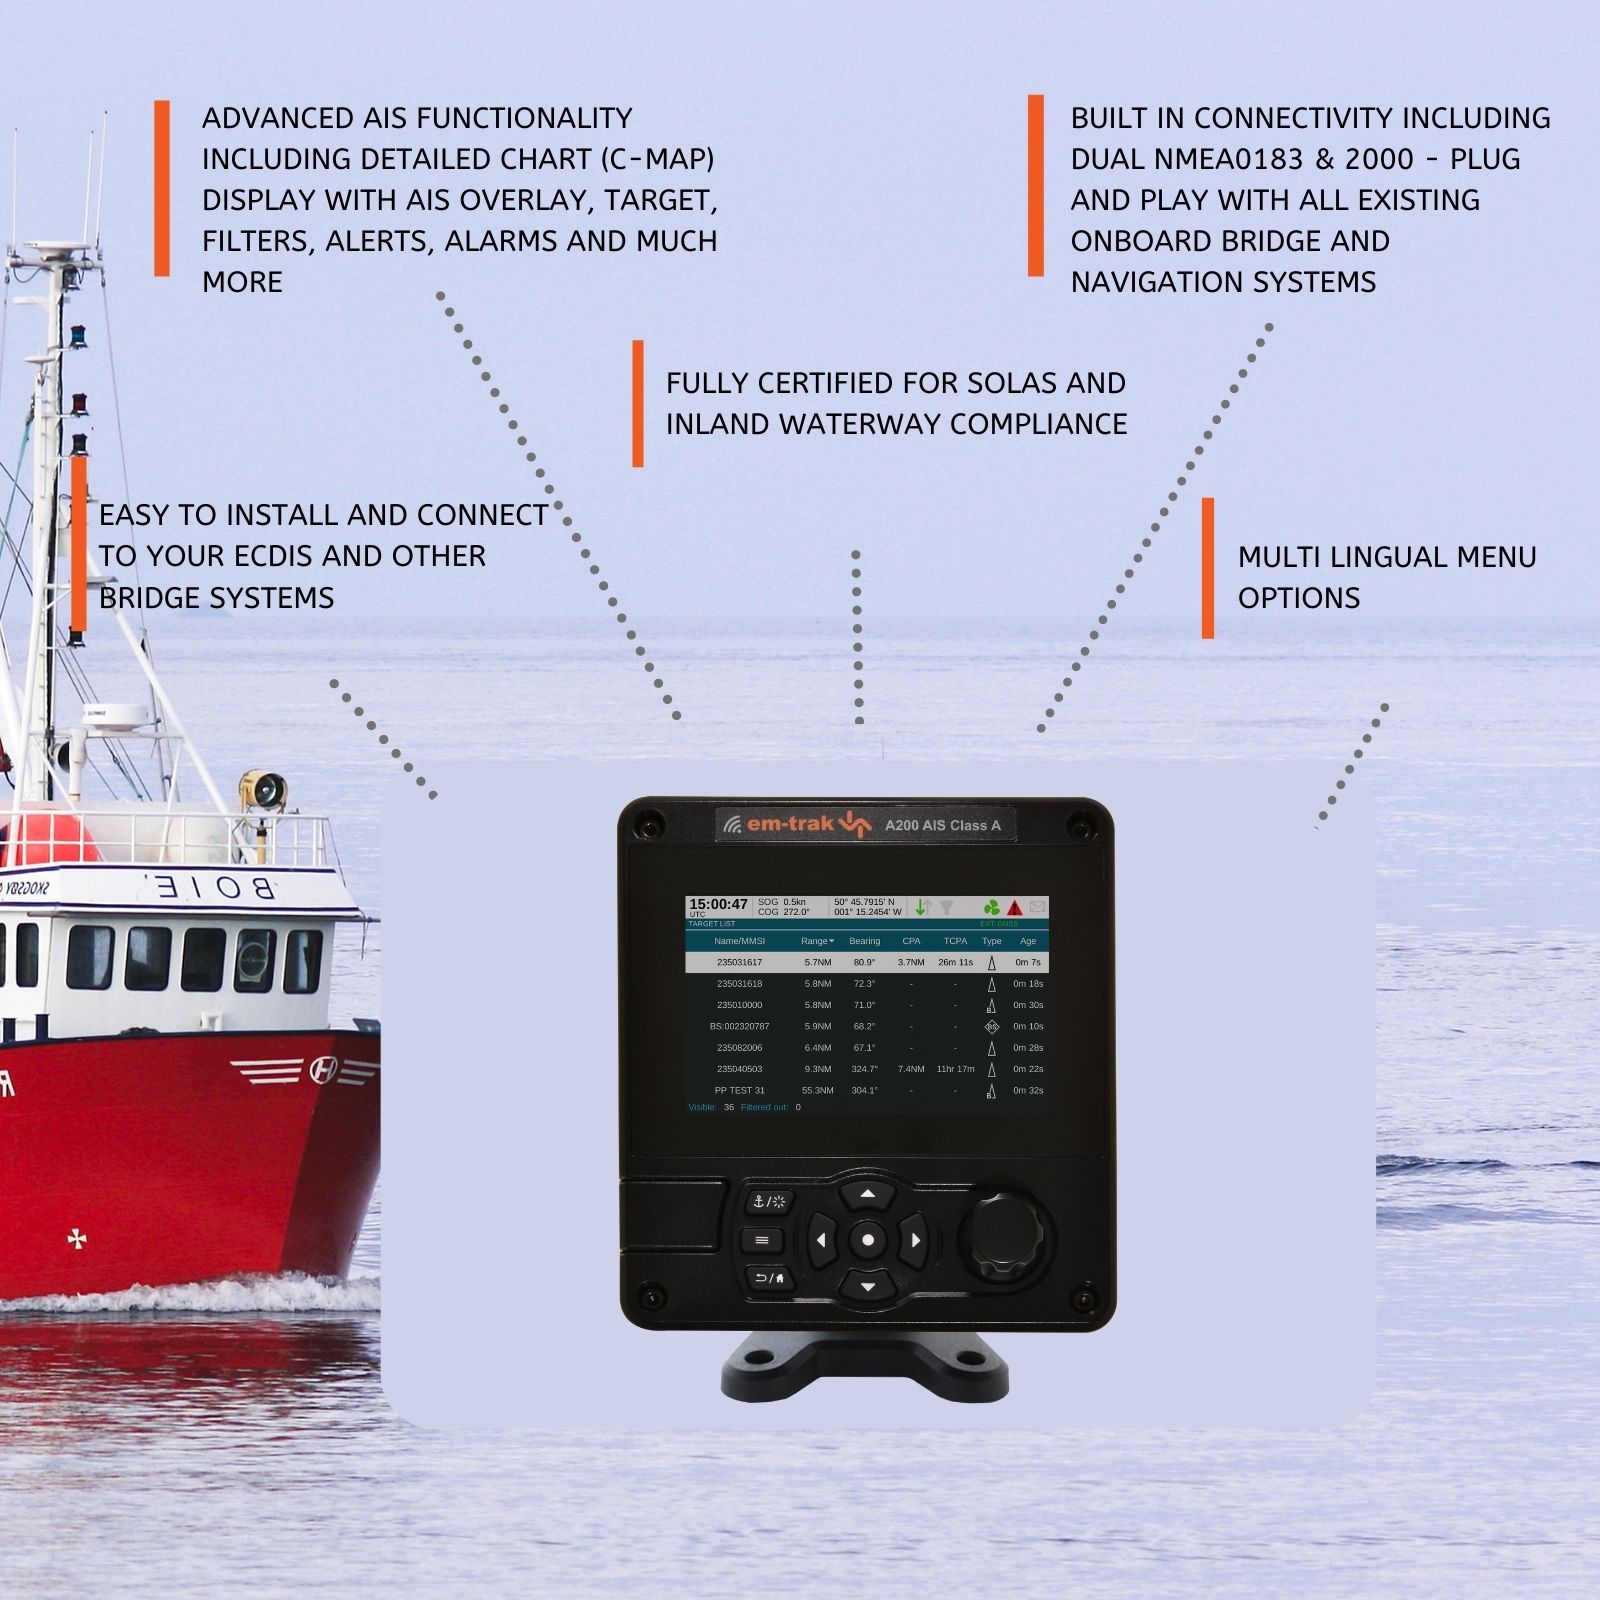 ADVANCED AIS FUNCTIONALITY
INCLUDING DETAILED CHART (C-MAP)
DISPLAY WITH AIS OVERLAY, TARGET,
FILTERS, ALERTS, ALARMS AND MUCH
MORE
BUILT IN CONNECTIVITY INCLUDING
DUAL NMEA0183 & 2000 - PLUG
AND PLAY WITH ALL EXISTING
ONBOARD BRIDGE AND
NAVIGATION SYSTEMS
FULLY CERTIFIED FOR SOLAS AND
INLAND WATERWAY COMPLIANCE
EASY TO INSTALL AND CONNECT
TO YOUR ECDIS AND OTHER
BRIDGE SYSTEMS
MULTI LINGUAL MENU
OPTIONS
em-trak A200 AIS Class A
15:00:47 SOG 0.5kn 50° 45.7915' N
UTC COG 272.0° 001° 15.2454' W
TARGET LIST EXT. GNSS
Name/MMSI Range Bearing CPA TCPA Type Age
235031617 5.7NM 80.9° 3.7NM 26m 11s 0m 7s
235031618 5.8NM 72.3° - - 0m 18s
235010000 5.8NM 71.0° - - B 0m 30s
BS:002320787 5.9NM 68.2° - - BS 0m 10s
235082006 6.4NM 67.1° - - 0m 28s
235040503 9.3NM 324.7° 7.4NM 11hr 17m 0m 22s
PP TEST 31 55.3NM 304.1° - - B 0m 32s
Visible: 36 Filtered out: 0
'BOIE'
H
R